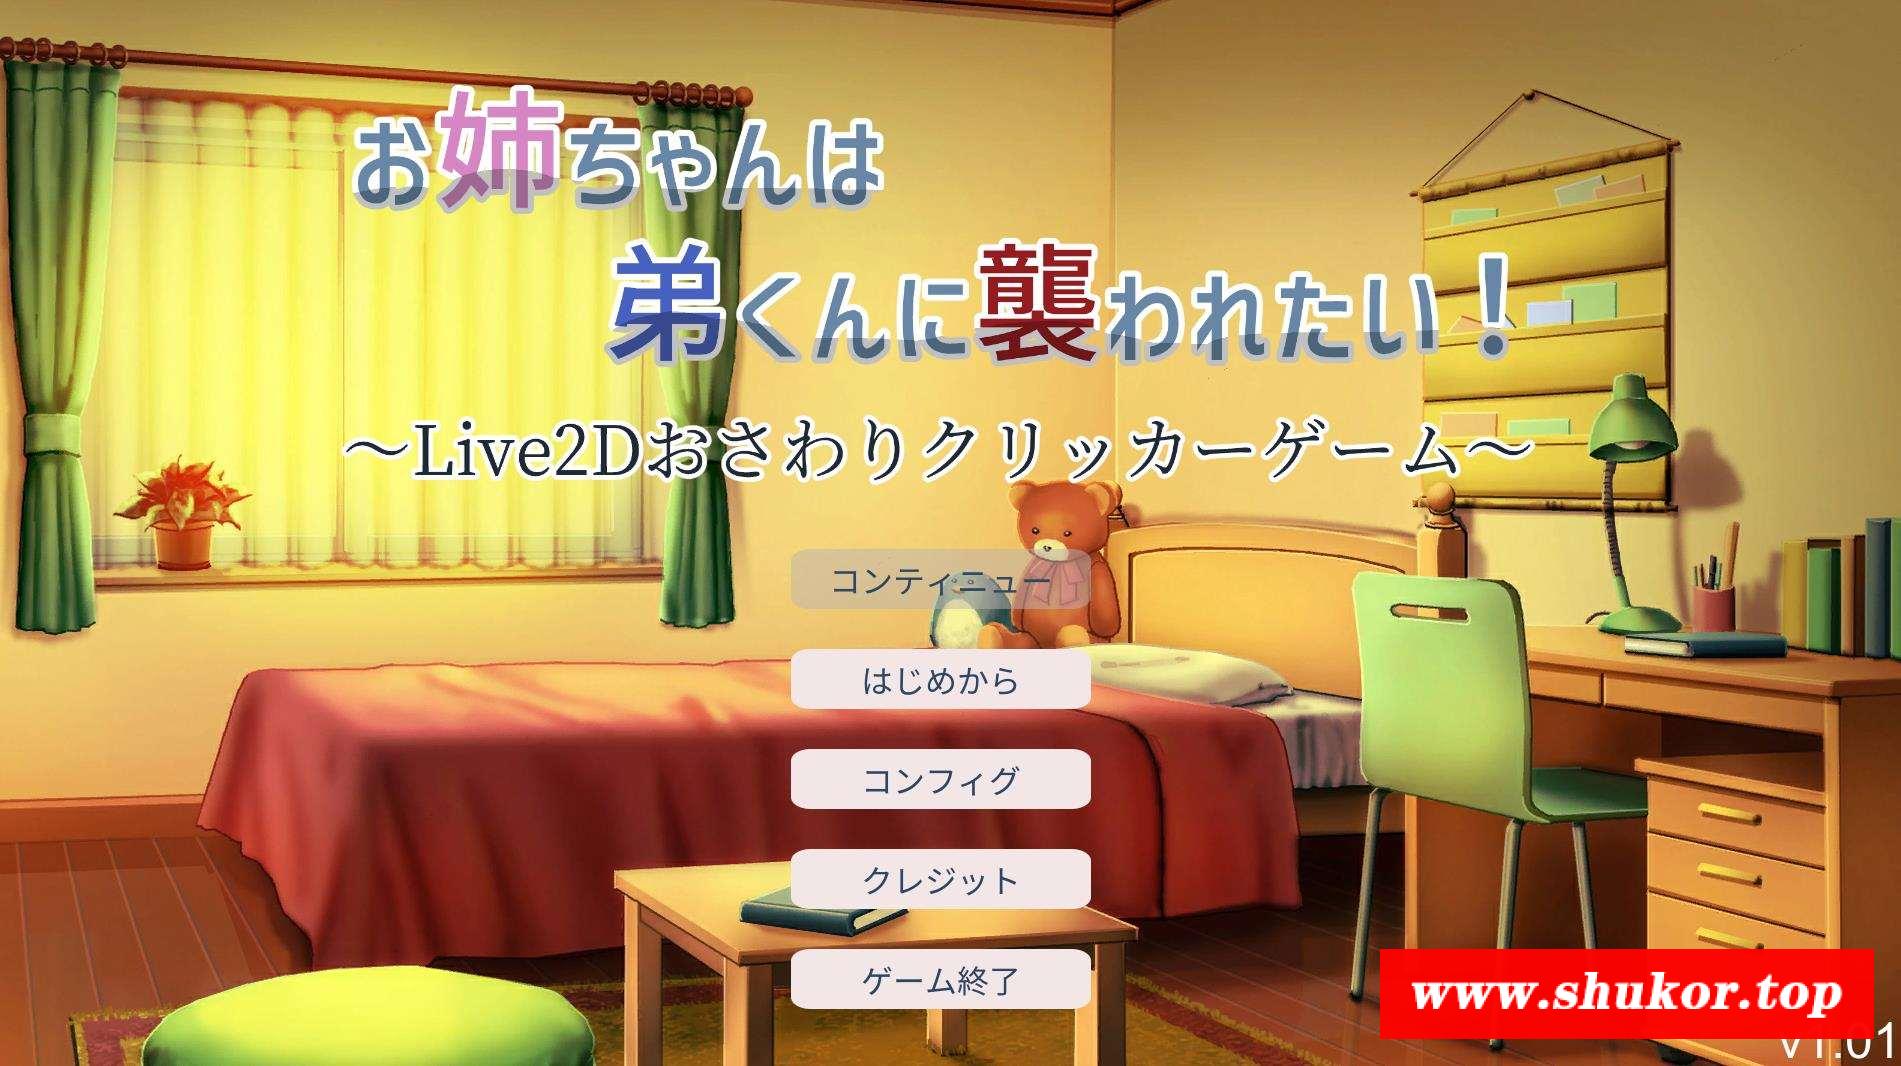 お姉ちゃんは
弟くんに襲われたい！
～Live2Dおさわりクリッカーゲーム～
コンティニュー
はじめから
コンフィグ
クレジット
ゲーム終了
www.shukor.top
v1.01